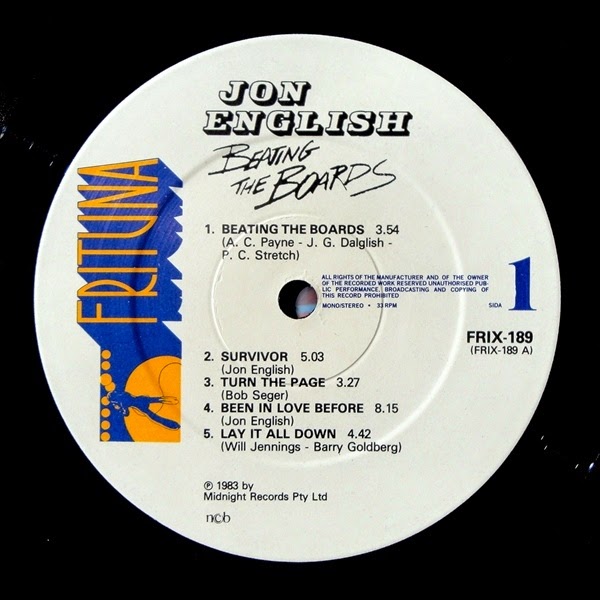 JON
ENGLISH
BEATING
THE BOARDS
FRITUNA
1. BEATING THE BOARDS 3.54
(A. C. Payne - J. G. Dalglish -
P. C. Stretch)
ALL RIGHTS OF THE MANUFACTURER AND OF THE OWNER
OF THE RECORDED WORK RESERVED UNAUTHORISED PUB-
LIC PERFORMANCE, BROADCASTING AND COPYING OF
THIS RECORD PROHIBITED
MONO/STEREO • 33 RPM
SIDA 1
FRIX-189
(FRIX-189 A)
2. SURVIVOR 5.03
(Jon English)
3. TURN THE PAGE 3.27
(Bob Seger)
4. BEEN IN LOVE BEFORE 8.15
(Jon English)
5. LAY IT ALL DOWN 4.42
(Will Jennings - Barry Goldberg)
℗ 1983 by
Midnight Records Pty Ltd
ncb